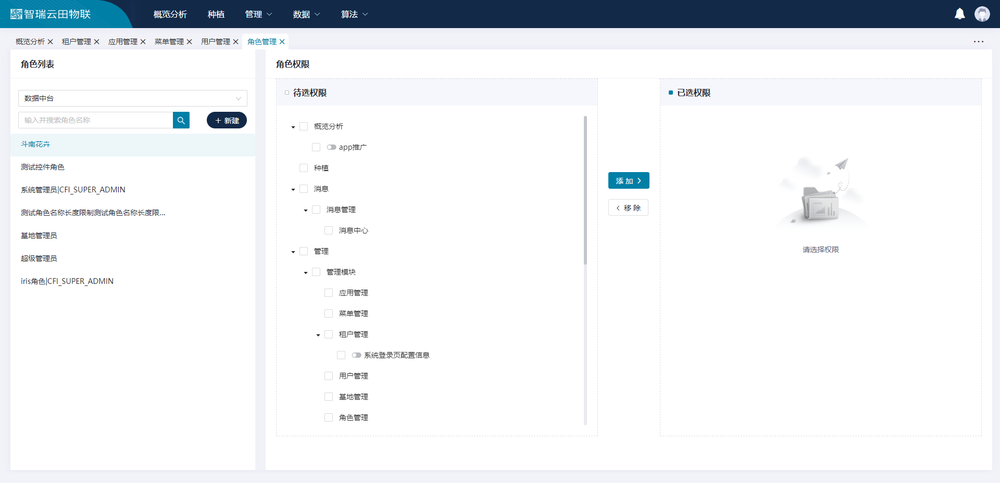 智瑞云田物联
概览分析 种植 管理 数据 算法
概览分析 租户管理 应用管理 菜单管理 用户管理 角色管理
角色列表
数据中台
输入并搜索角色名称
新建
斗南花卉
测试控件角色
系统管理员|CFI_SUPER_ADMIN
测试角色名称长度限制测试角色名称长度限...
基地管理员
超级管理员
iris角色|CFI_SUPER_ADMIN
角色权限
待选权限
概览分析
app推广
种植
消息
消息管理
消息中心
管理
管理模块
应用管理
菜单管理
租户管理
系统登录页配置信息
用户管理
基地管理
角色管理
添加
移除
已选权限
DATA
请选择权限